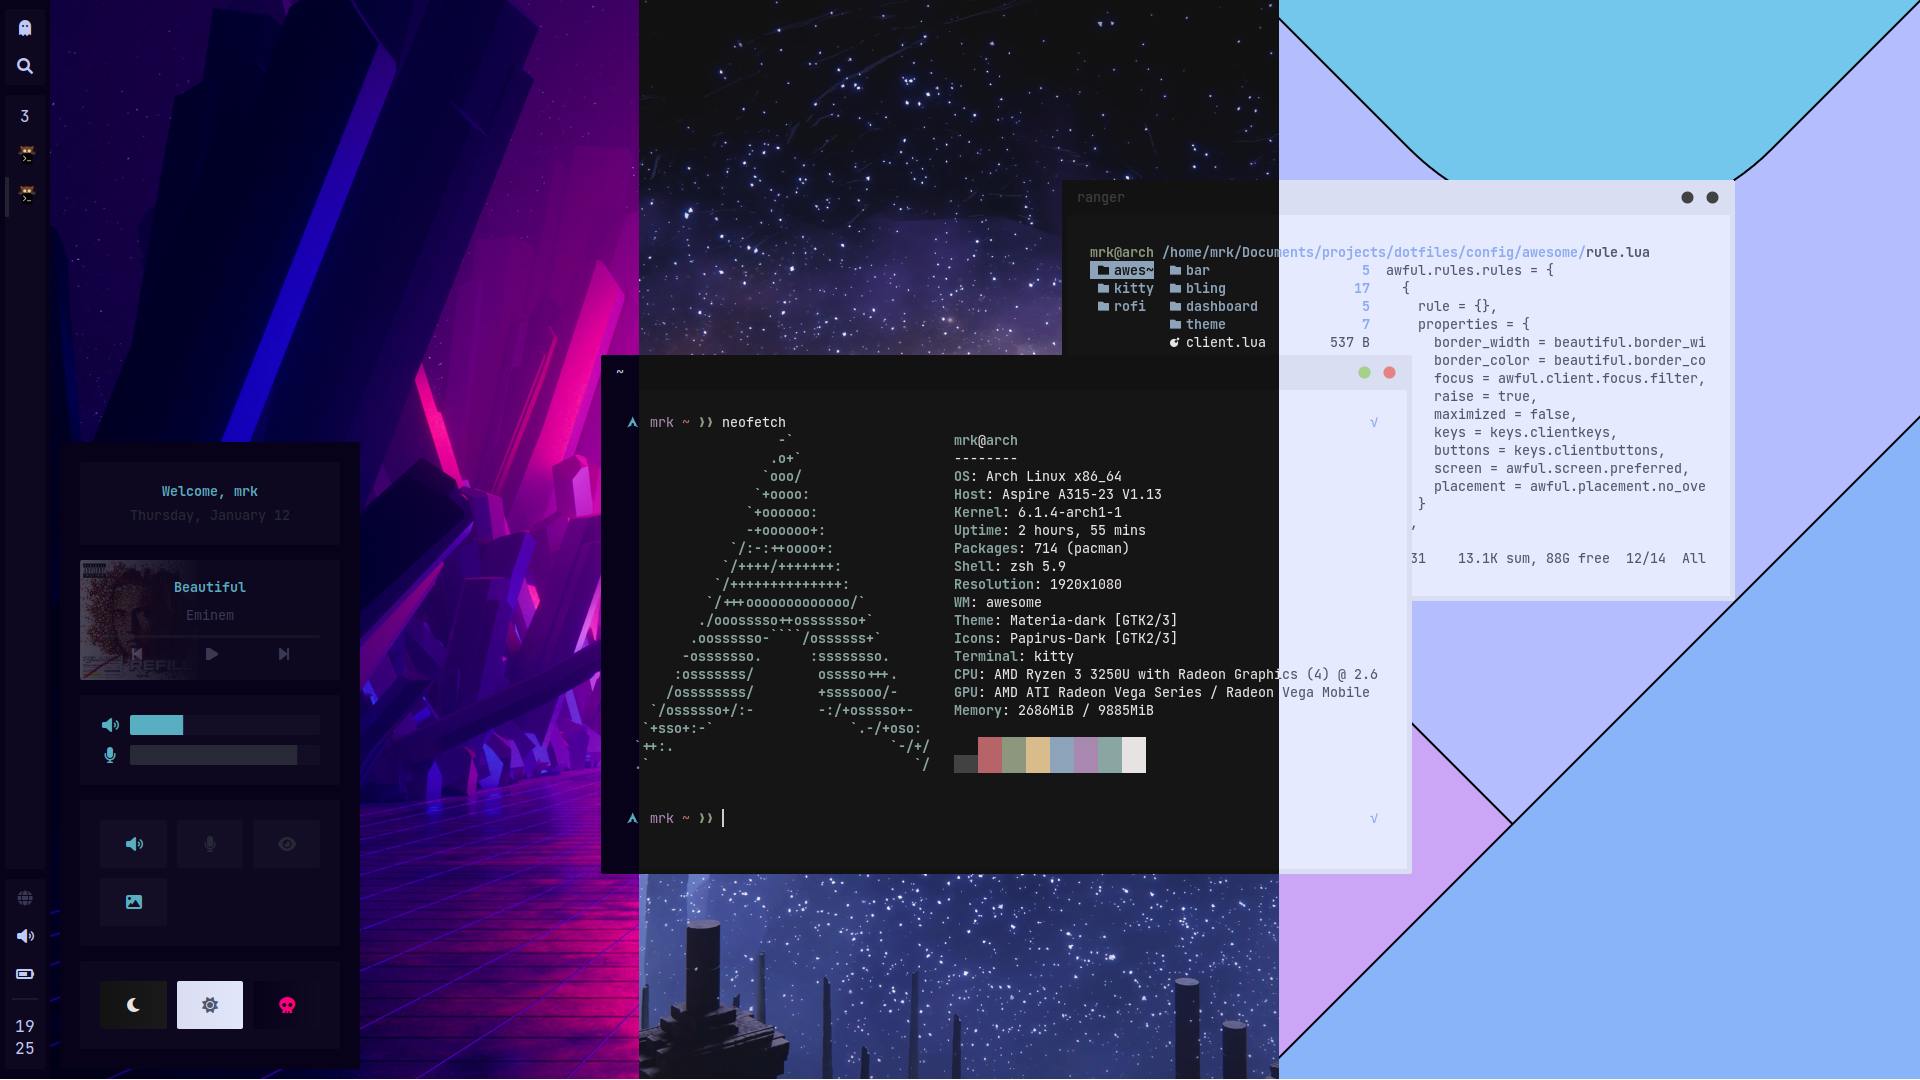 3
19
25
Welcome, mrk
Thursday, January 12
Beautiful
Eminem
REFILL
ranger
mrk@arch /home/mrk/Documents/projects/dotfiles/config/awesome/rule.lua
awes~ bar 5 awful.rules.rules = {
kitty bling 17 {
rofi dashboard 5 rule = {},
theme 7 properties = {
client.lua 537 B border_width = beautiful.border_wi
border_color = beautiful.border_co
focus = awful.client.focus.filter,
raise = true,
maximized = false,
keys = keys.clientkeys,
buttons = keys.clientbuttons,
screen = awful.screen.preferred,
placement = awful.placement.no_ove
}
,
31 13.1K sum, 88G free 12/14 All
~
mrk ~ ⟩⟩ neofetch √
-`
.o+`
`ooo/
`+oooo:
`+oooooo:
-+oooooo+:
`/:-:++oooo+:
`/++++/+++++++:
`/++++++++++++++:
`/+++ooooooooooooo/`
./ooosssso++osssssso+`
.oossssso-````/ossssss+`
-osssssso. :ssssssso.
:osssssss/ osssso+++.
/ossssssss/ +ssssooo/-
`/ossssso+/:- -:/+osssso+-
`+sso+:-` `.-/+oso:
`++:. `-/+/
.` `/
mrk@arch
--------
OS: Arch Linux x86_64
Host: Aspire A315-23 V1.13
Kernel: 6.1.4-arch1-1
Uptime: 2 hours, 55 mins
Packages: 714 (pacman)
Shell: zsh 5.9
Resolution: 1920x1080
WM: awesome
Theme: Materia-dark [GTK2/3]
Icons: Papirus-Dark [GTK2/3]
Terminal: kitty
CPU: AMD Ryzen 3 3250U with Radeon Graphics (4) @ 2.6
GPU: AMD ATI Radeon Vega Series / Radeon Vega Mobile
Memory: 2686MiB / 9885MiB
mrk ~ ⟩⟩ √